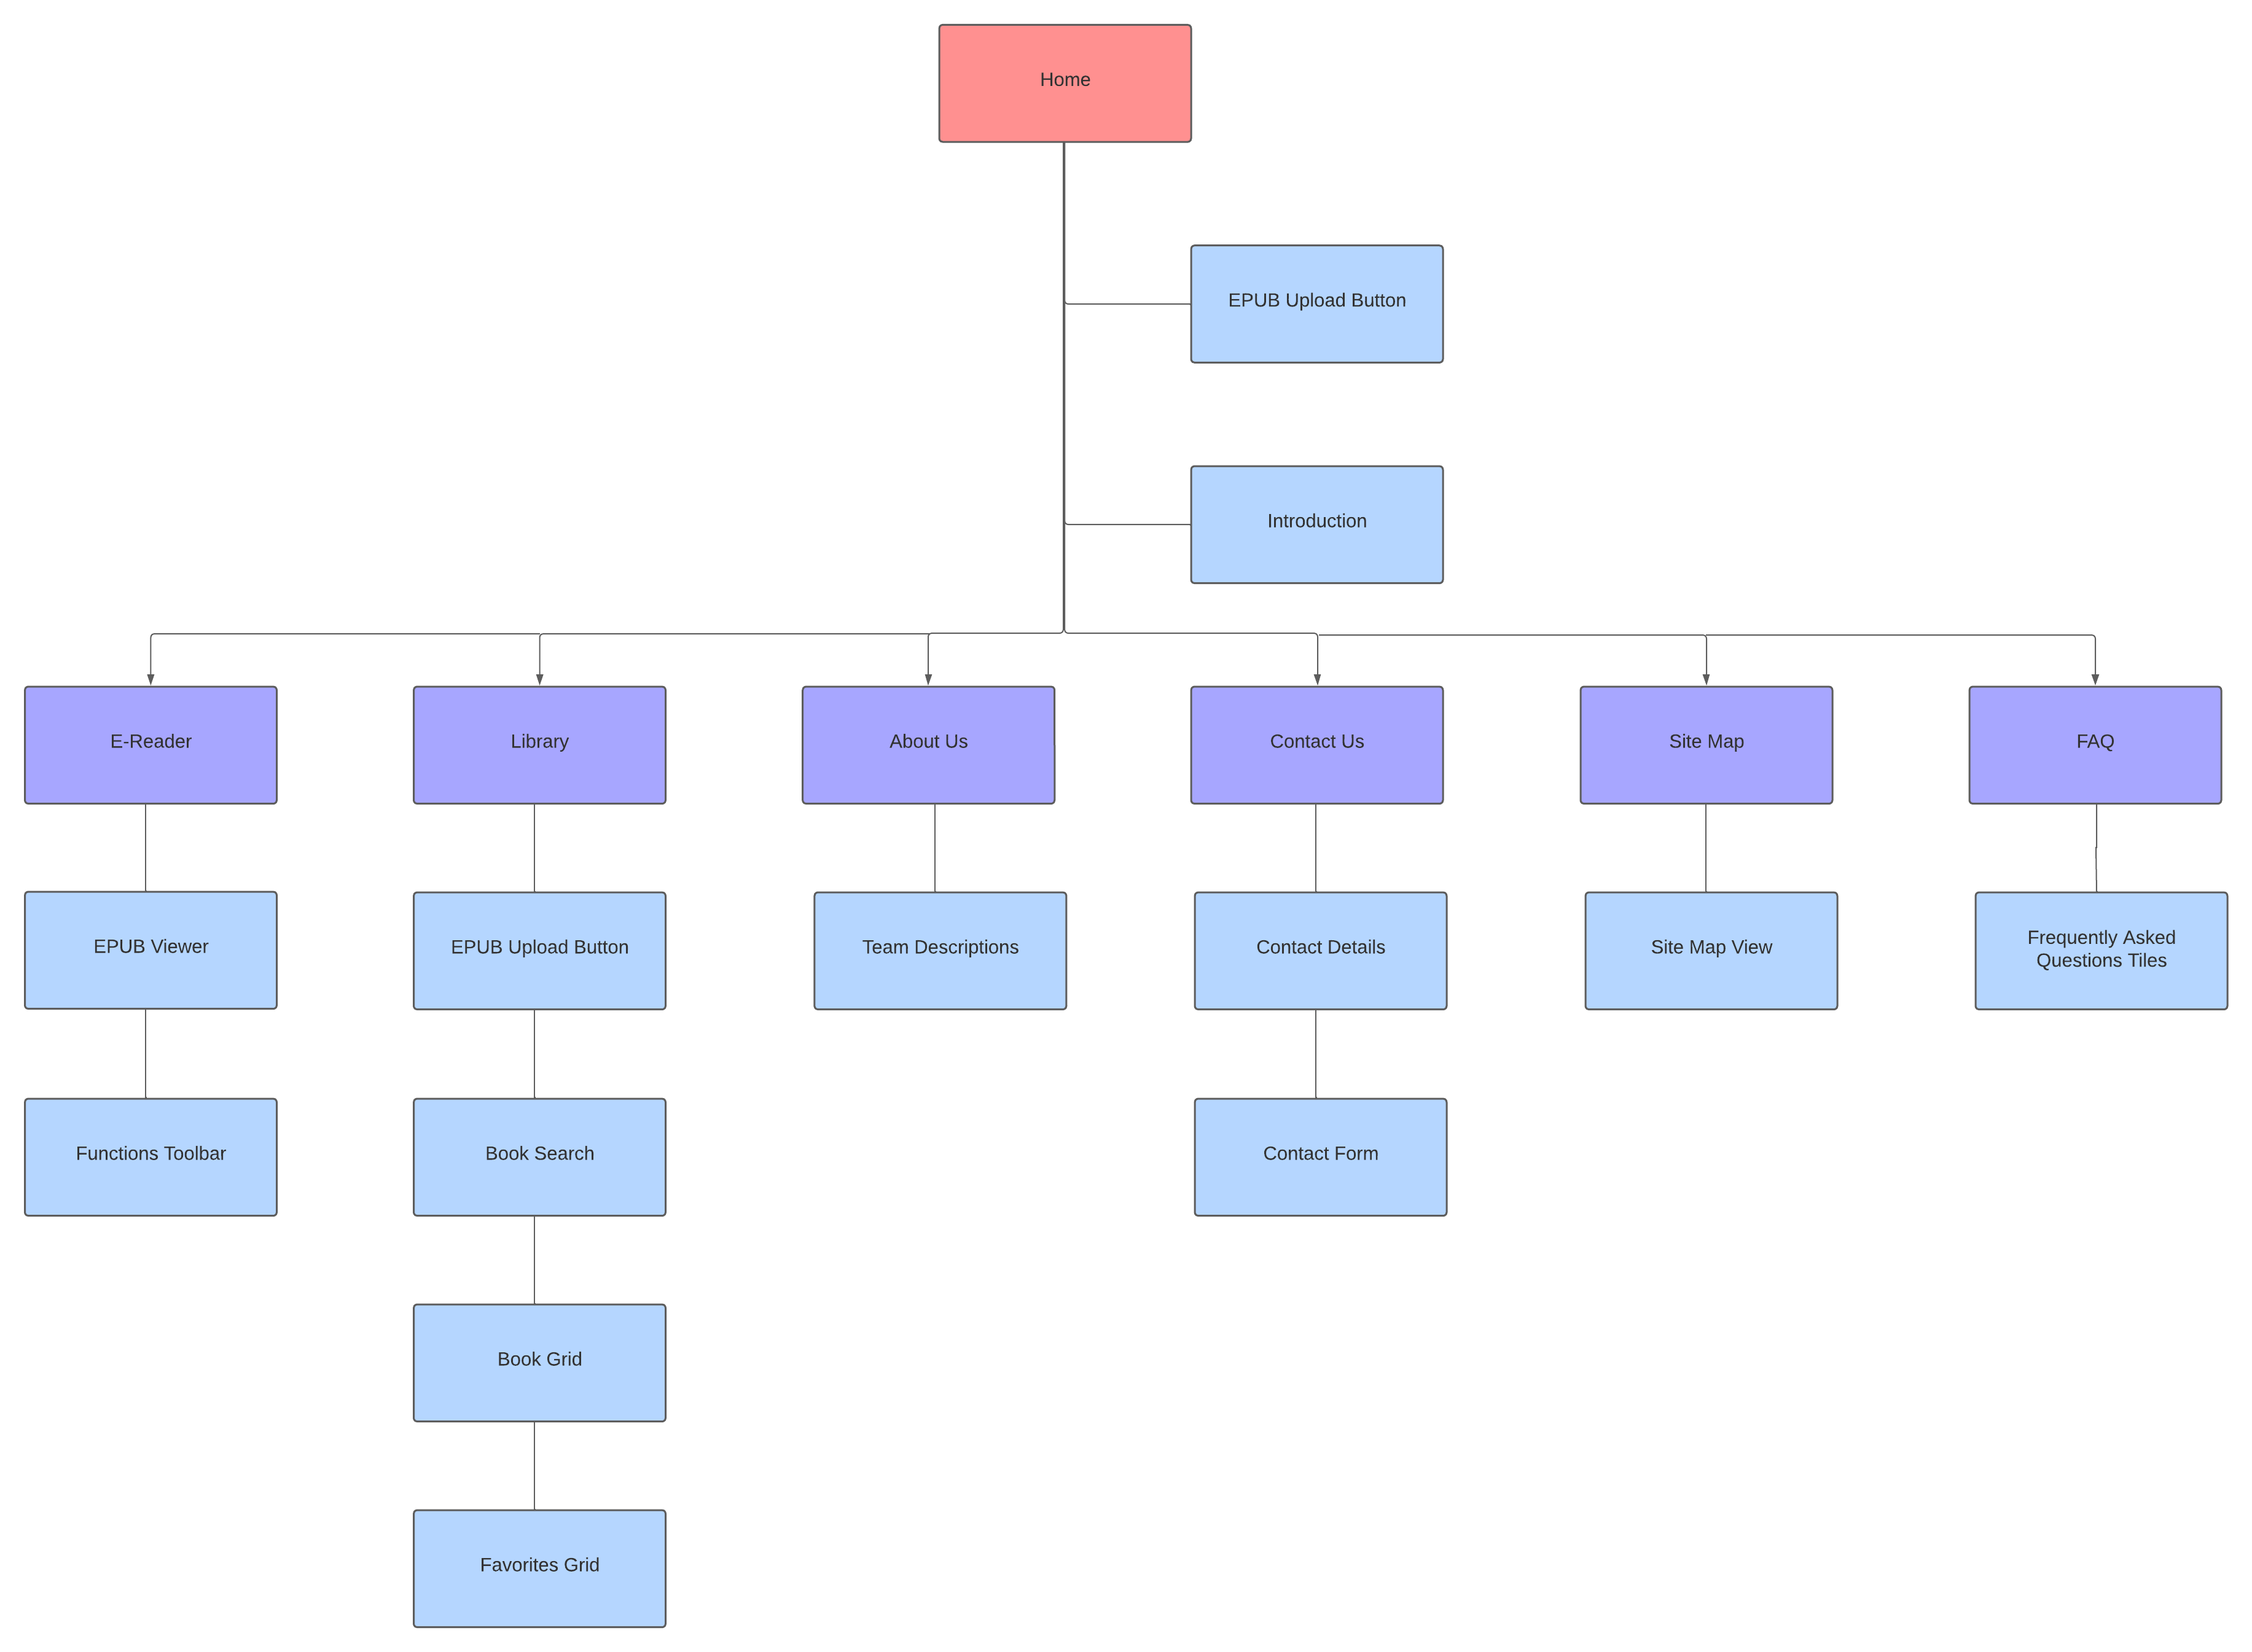 Home
EPUB Upload Button
Introduction
E-Reader
Library
About Us
Contact Us
Site Map
FAQ
EPUB Viewer
EPUB Upload Button
Team Descriptions
Contact Details
Site Map View
Frequently Asked
Questions Tiles
Functions Toolbar
Book Search
Contact Form
Book Grid
Favorites Grid